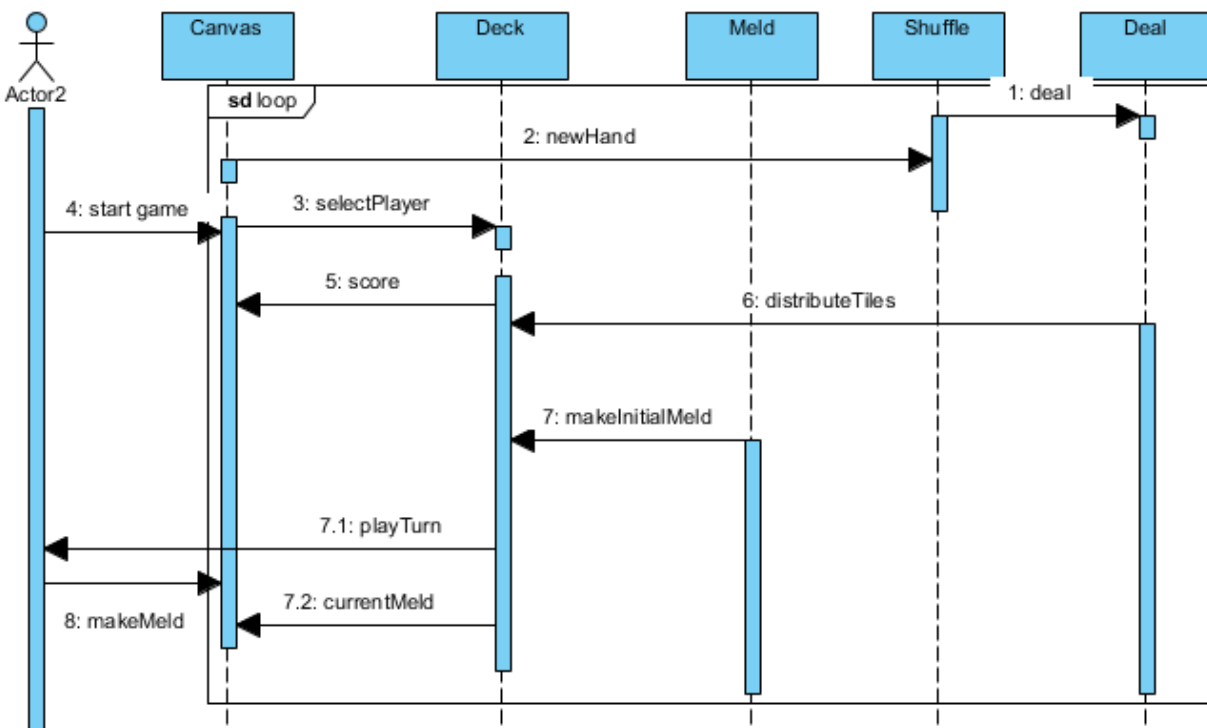 Canvas
Deck
Meld
Shuffle
Deal
Actor2
sd loop
1: deal
2: newHand
3: selectPlayer
4: start game
5: score
6: distributeTiles
7: makeInitialMeld
7.1: playTurn
7.2: currentMeld
8: makeMeld